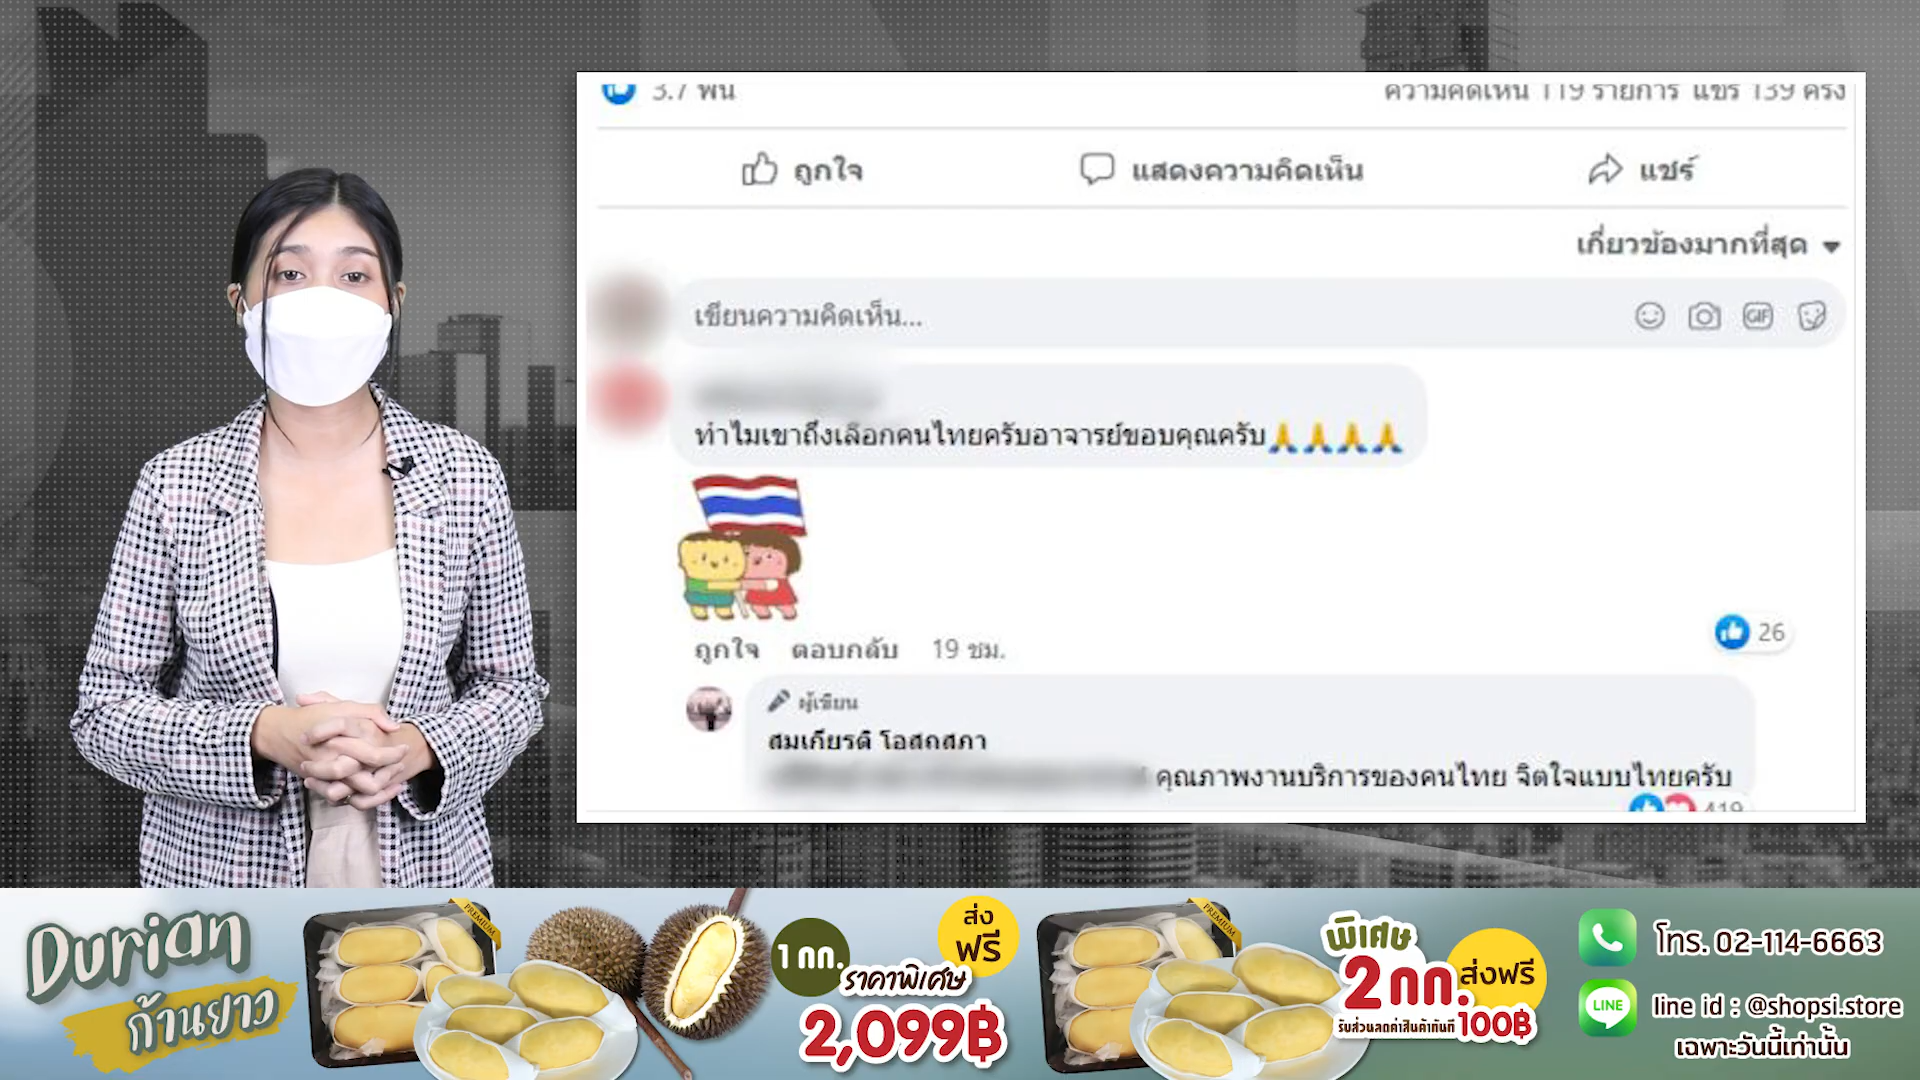 3.7 พัน
ความคิดเห็น 119 รายการ แชร์ 139 ครั้ง
ถูกใจ
แสดงความคิดเห็น
แชร์
เกี่ยวข้องมากที่สุด
เขียนความคิดเห็น...
GIF
ทำไมเขาถึงเลือกคนไทยครับอาจารย์ขอบคุณครับ🙏🙏🙏🙏
ถูกใจ ตอบกลับ 19 ชม.
26
ผู้เขียน
สมเกียรติ โอสถสภา
คุณภาพงานบริการของคนไทย จิตใจแบบไทยครับ
419
Durian
ก้านยาว
PREMIUM
1 กก.
ส่ง
ฟรี
ราคาพิเศษ
2,099฿
PREMIUM
พิเศษ
2 กก.
ส่งฟรี
รับส่วนลดค่าสินค้าทันที 100฿
โทร. 02-114-6663
LINE
line id : @shopsi.store
เฉพาะวันนี้เท่านั้น